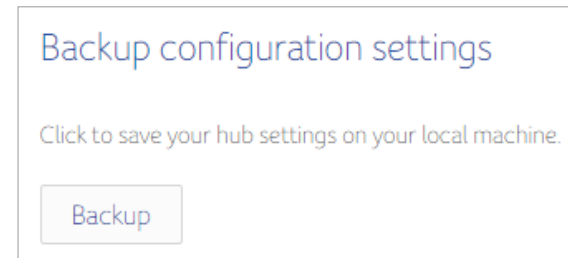 Backup configuration settings
Click to save your hub settings on your local machine.
Backup